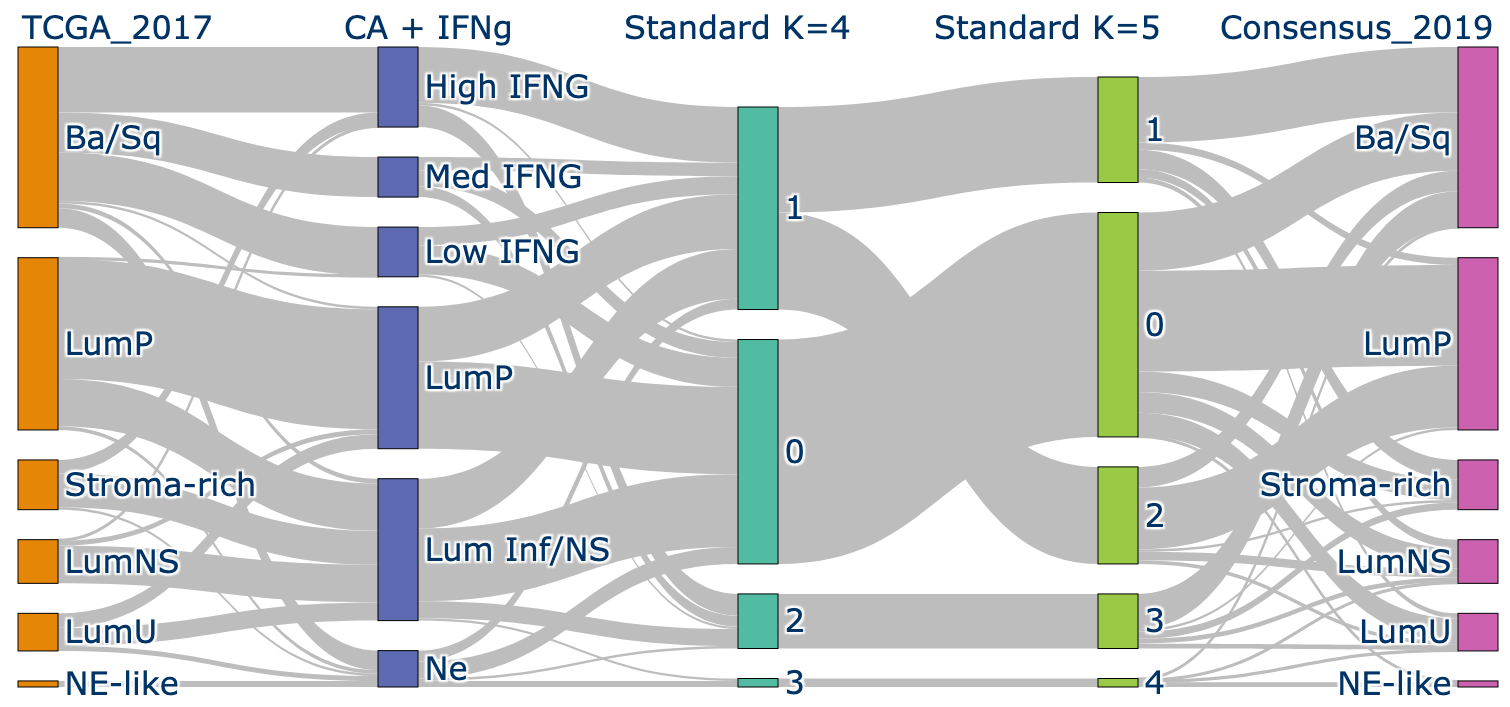 TCGA_2017 CA + IFNg Standard K=4 Standard K=5 Consensus_2019
High IFNG
Ba/Sq 1 Ba/Sq
Med IFNG
1
Low IFNG
0
LumP LumP
LumP
0
Stroma-rich Stroma-rich
2
Lum Inf/NS
LumNS LumNS
2 3
LumU LumU
Ne
NE-like 3 4 NE-like